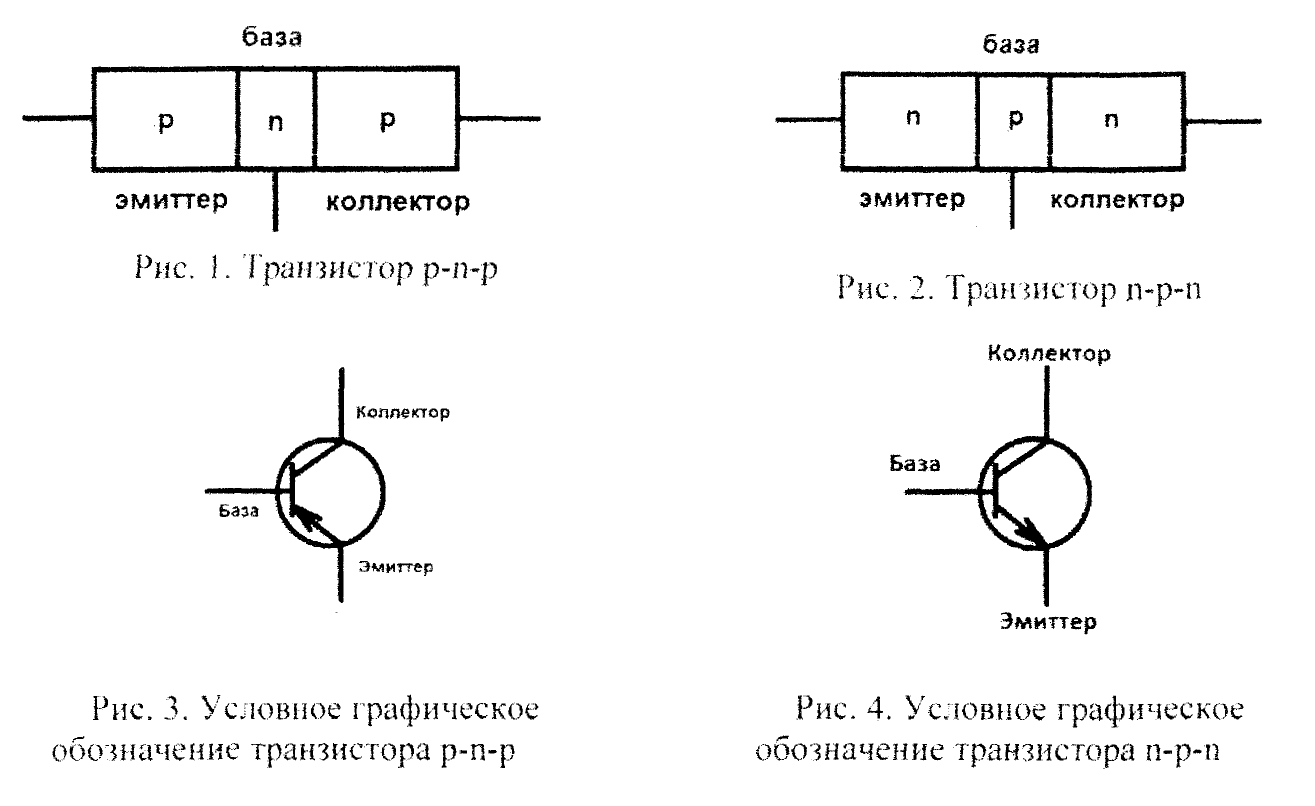 база
p n p
эмиттер коллектор
Рис. 1. Транзистор p-n-p
база
n p n
эмиттер коллектор
Рис. 2. Транзистор n-p-n
Коллектор
База
Эмиттер
Рис. 3. Условное графическое
обозначение транзистора p-n-p
Коллектор
База
Эмиттер
Рис. 4. Условное графическое
обозначение транзистора n-p-n